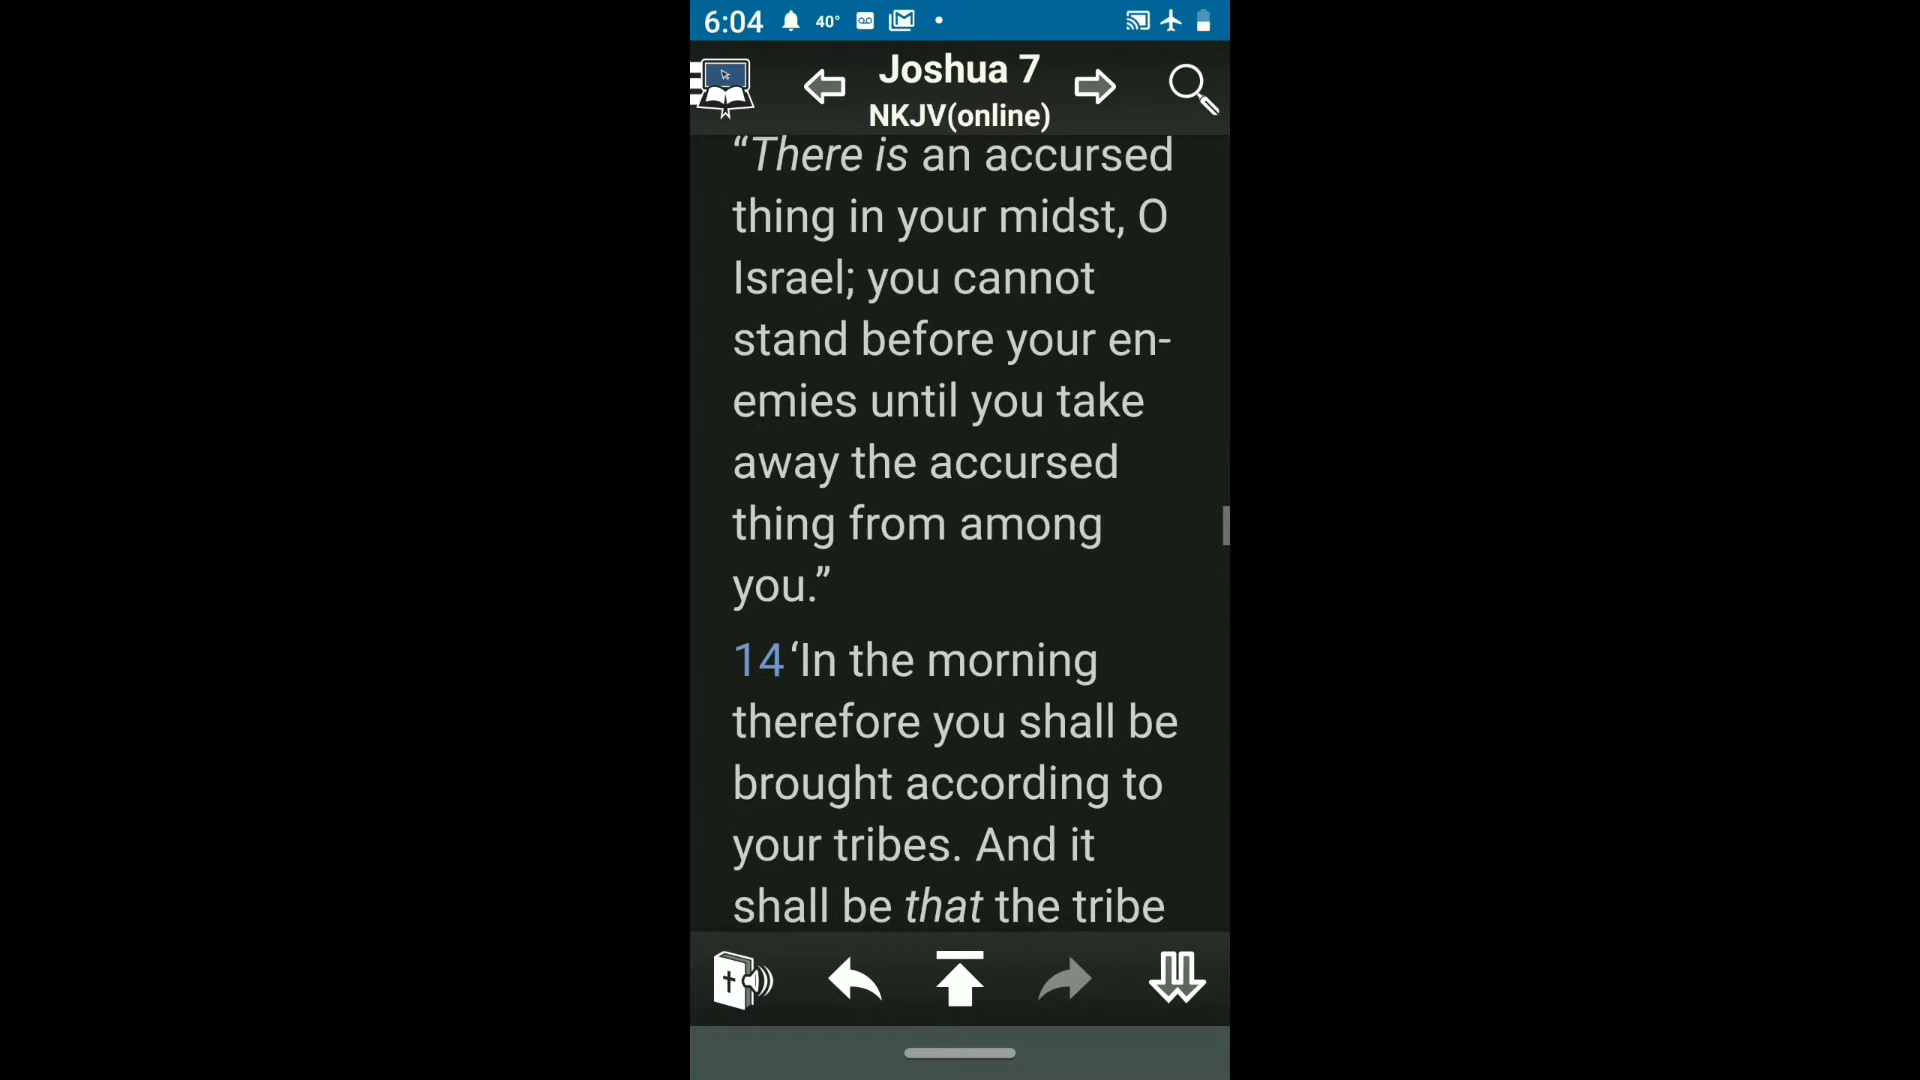 6:04 40°
Joshua 7
NKJV(online)
“There is an accursed
thing in your midst, O
Israel; you cannot
stand before your en-
emies until you take
away the accursed
thing from among
you.”
14 ‘In the morning
therefore you shall be
brought according to
your tribes. And it
shall be that the tribe